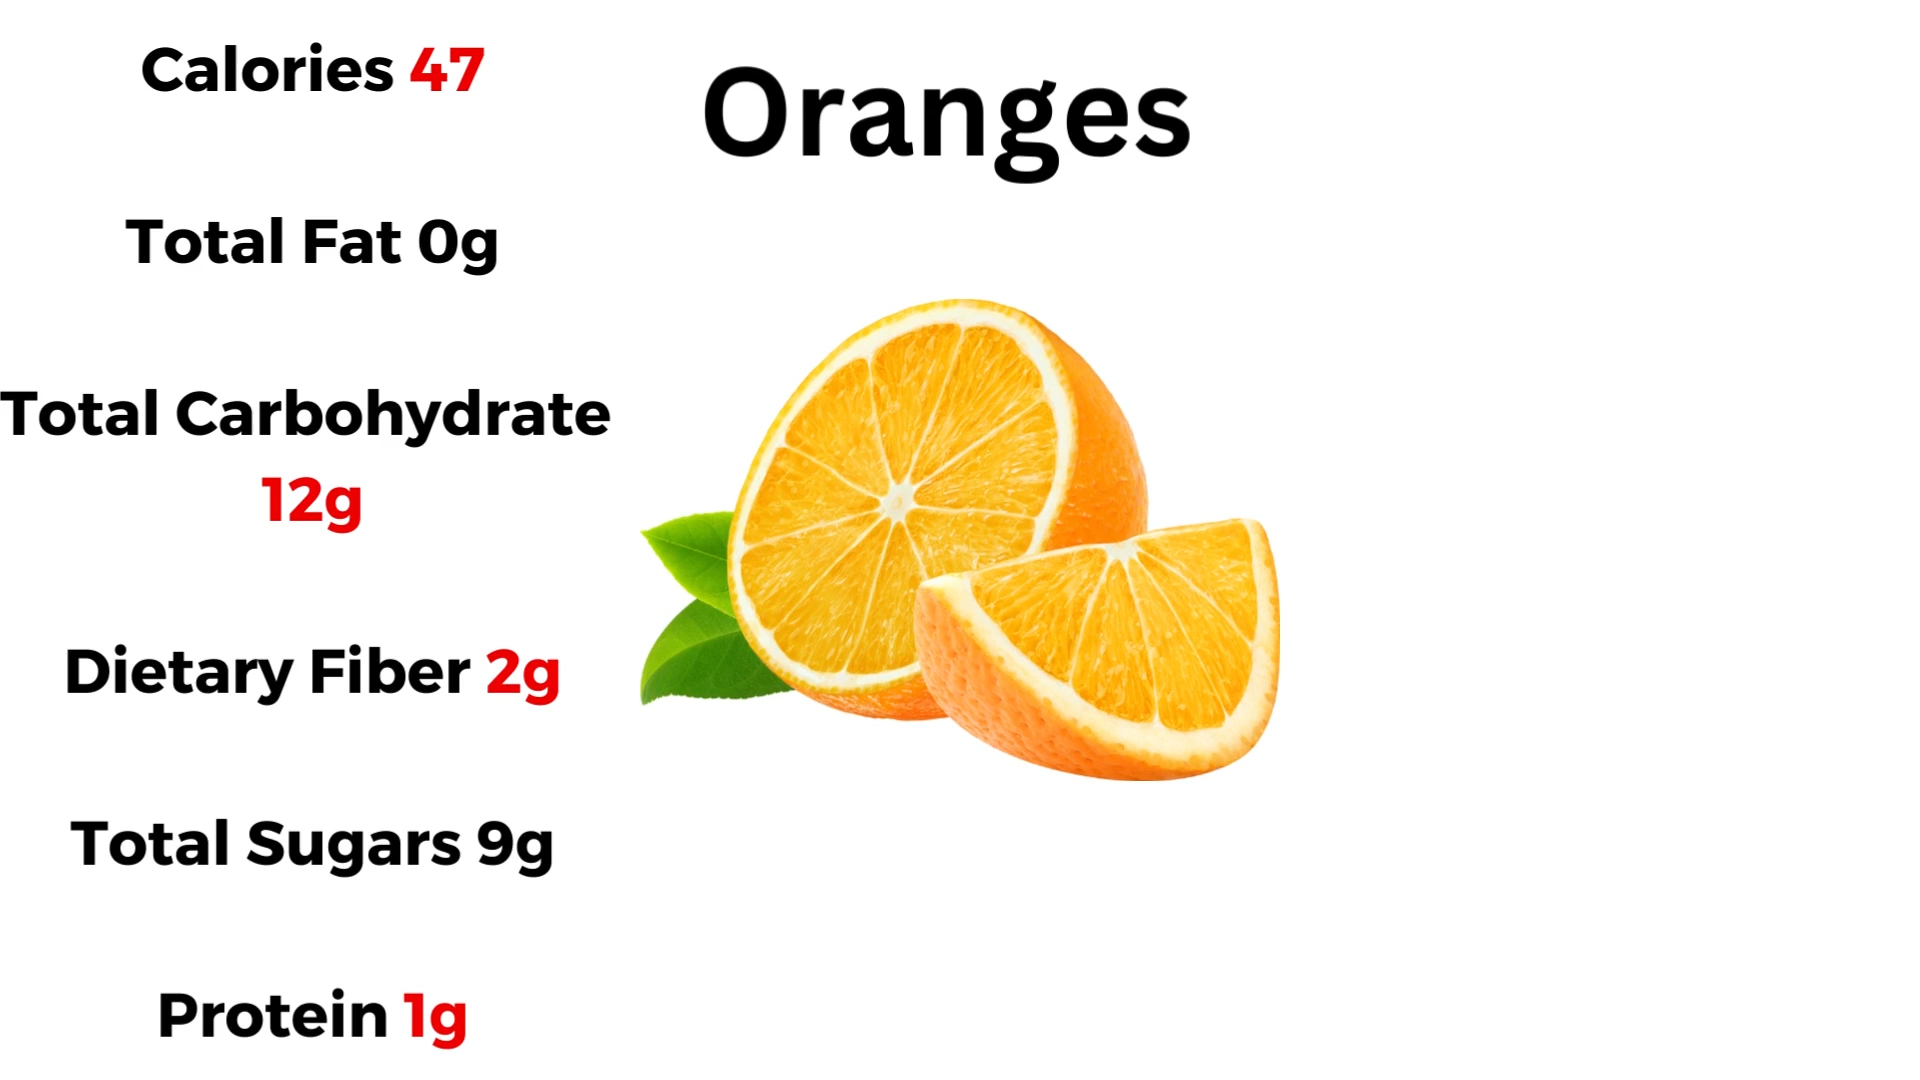 Oranges
Calories 47
Total Fat 0g
Total Carbohydrate
12g
Dietary Fiber 2g
Total Sugars 9g
Protein 1g